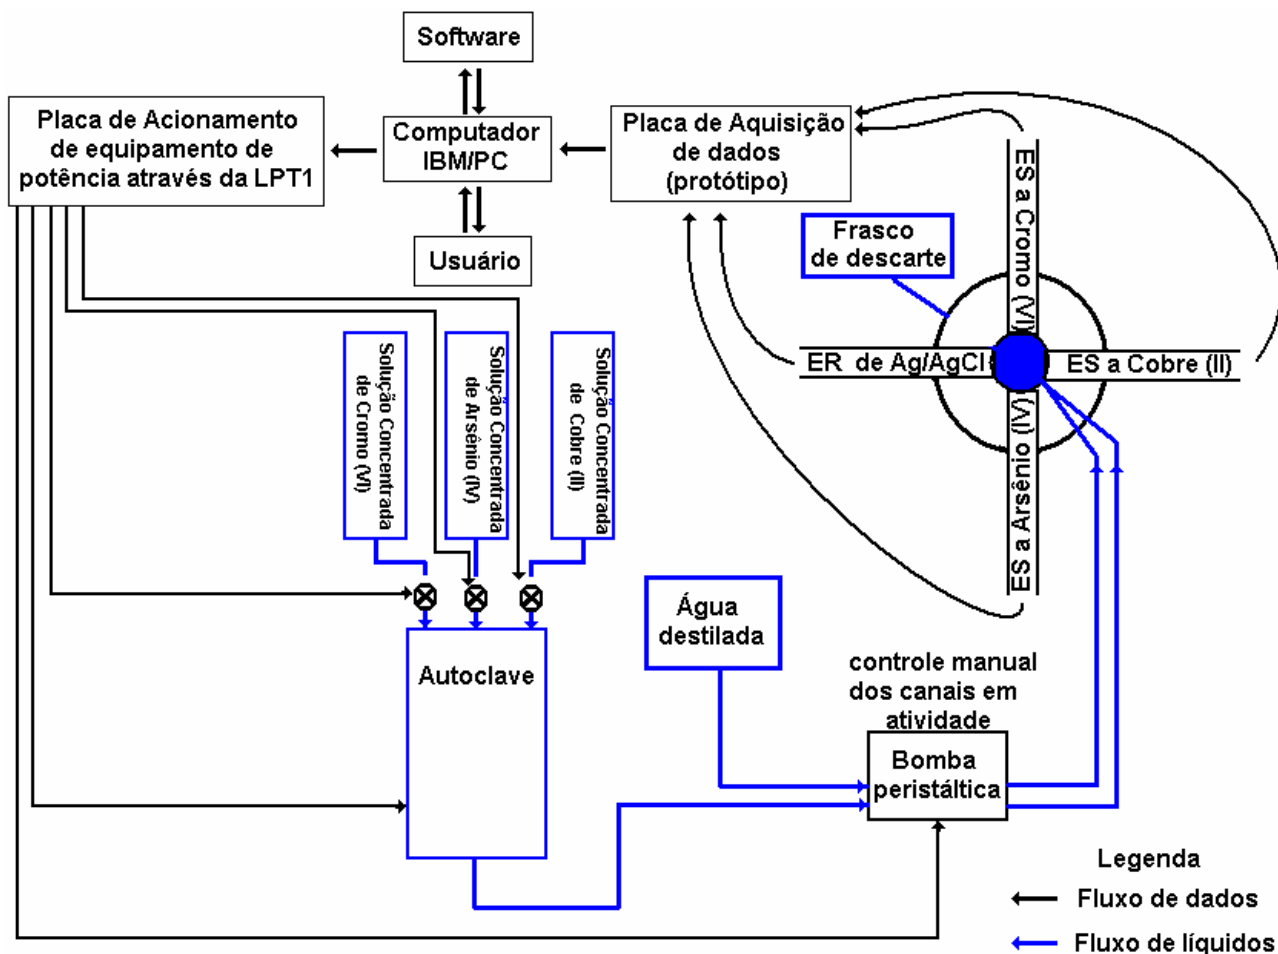 Software
Placa de Acionamento
de equipamento de
potência através da LPT1
Computador
IBM/PC
Placa de Aquisição
de dados
(protótipo)
Usuário
Frasco
de descarte
ES a Cromo (VI)
ER de Ag/AgCl
ES a Cobre (II)
ES a Arsênio (IV)
Solução Concentrada
de Cromo (VI)
Solução Concentrada
de Arsênio (IV)
Solução Concentrada
de Cobre (II)
Autoclave
Água
destilada
controle manual
dos canais em
atividade
Bomba
peristáltica
Legenda
Fluxo de dados
Fluxo de líquidos